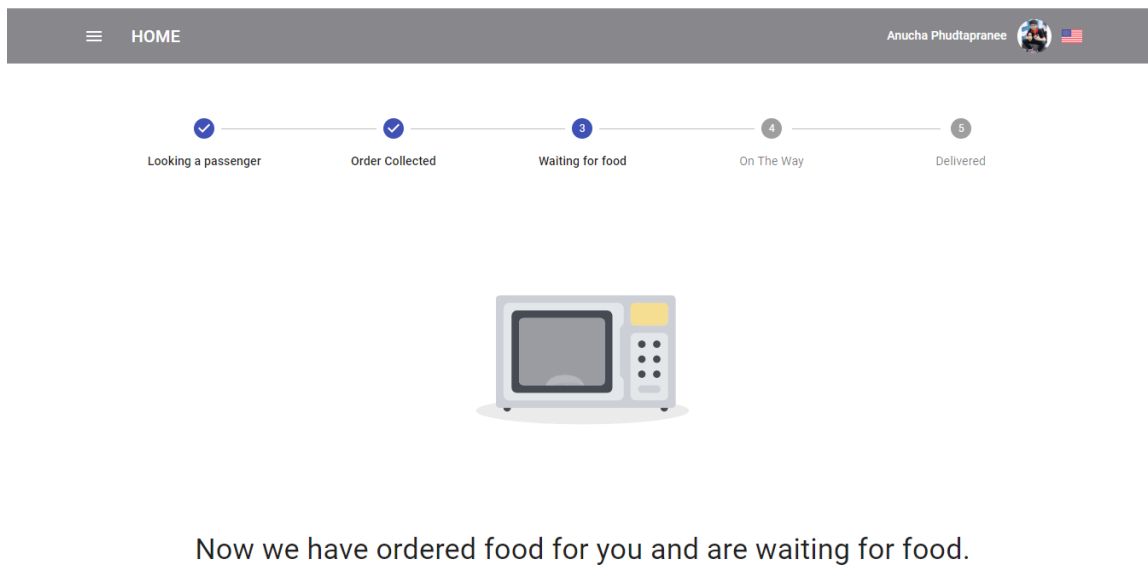 HOME
Anucha Phudtapranee
3
4
5
Looking a passenger
Order Collected
Waiting for food
On The Way
Delivered
Now we have ordered food for you and are waiting for food.